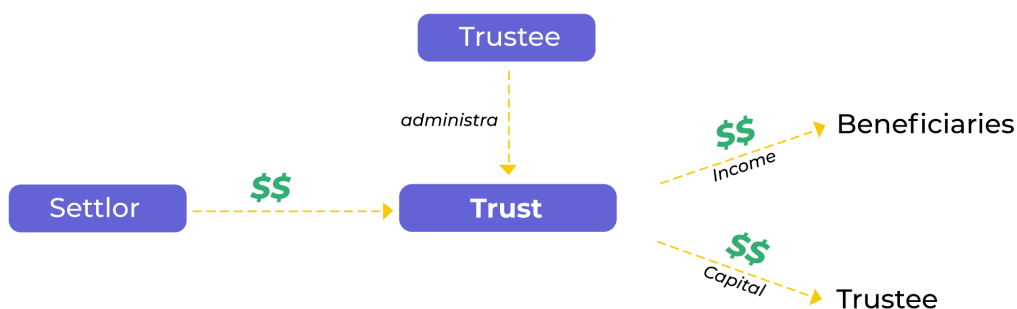 Trustee
administra
$$
Beneficiaries
Income
Settlor
$$
Trust
$$
Capital
Trustee